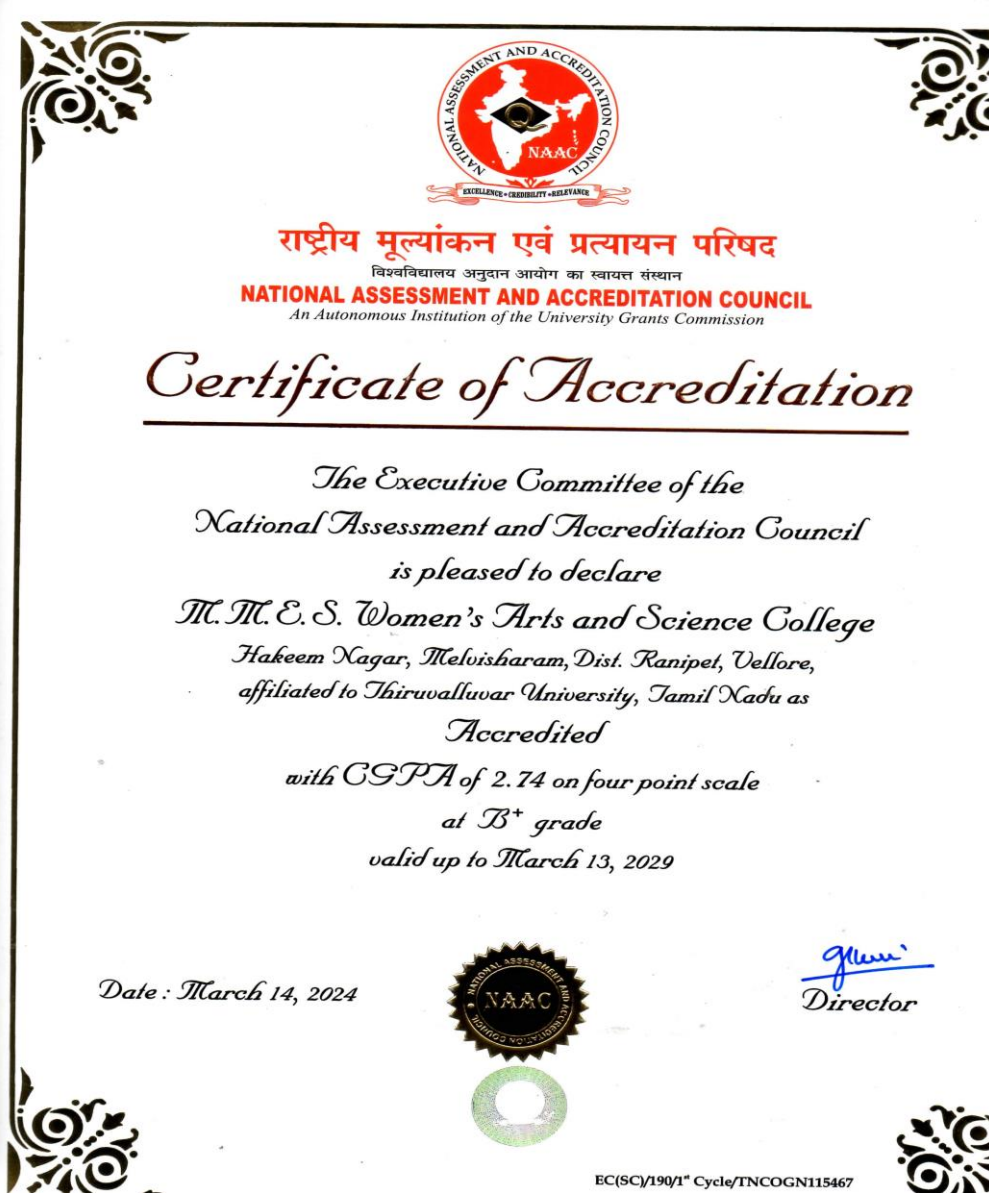 NATIONAL ASSESSMENT AND ACCREDITATION COUNCIL
Q
NAAC
EXCELLENCE • CREDIBILITY • RELEVANCE
राष्ट्रीय मूल्यांकन एवं प्रत्यायन परिषद
विश्वविद्यालय अनुदान आयोग का स्वायत्त संस्थान
NATIONAL ASSESSMENT AND ACCREDITATION COUNCIL
An Autonomous Institution of the University Grants Commission
Certificate of Accreditation
The Executive Committee of the
National Assessment and Accreditation Council
is pleased to declare
M. M. E. S. Women's Arts and Science College
Hakeem Nagar, Melvisharam, Dist. Ranipet, Vellore,
affiliated to Thiruvalluvar University, Tamil Nadu as
Accredited
with CGPA of 2.74 on four point scale
at B⁺ grade
valid up to March 13, 2029
Date : March 14, 2024
NATIONAL ASSESSMENT AND ACCREDITATION COUNCIL
NAAC
Director
EC(SC)/190/1ˢᵗ Cycle/TNCOGN115467